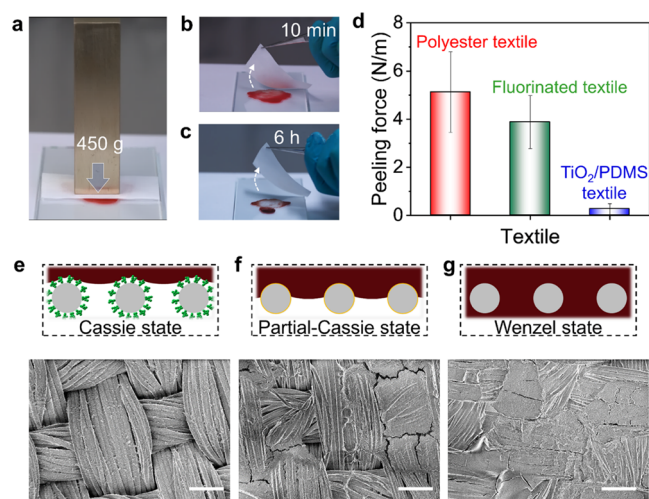 a
450 g
b
10 min
c
6 h
d
Peeling force (N/m)
8
6
4
2
0
Polyester textile
Fluorinated textile
TiO₂/PDMS
textile
Textile
e
Cassie state
f
Partial-Cassie state
g
Wenzel state